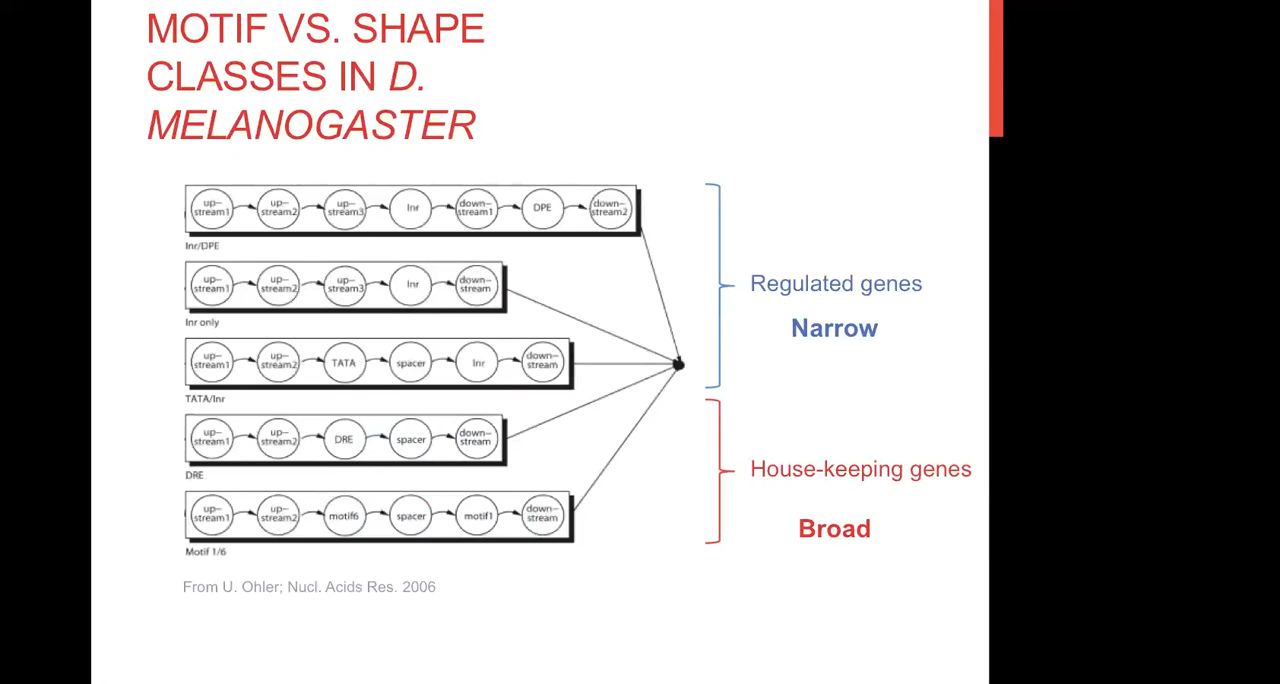 MOTIF VS. SHAPE
CLASSES IN D.
MELANOGASTER
up-
stream1
up-
stream2
up-
stream3
Inr
down-
stream1
DPE
down-
stream2
Inr/DPE
up-
stream1
up-
stream2
up-
stream3
Inr
down-
stream
Inr only
up-
stream1
up-
stream2
TATA
spacer
Inr
down-
stream
TATA/Inr
up-
stream1
up-
stream2
DRE
spacer
down-
stream
DRE
up-
stream1
up-
stream2
motif6
spacer
motif1
down-
stream
Motif 1/6
Regulated genes
Narrow
House-keeping genes
Broad
From U. Ohler; Nucl. Acids Res. 2006